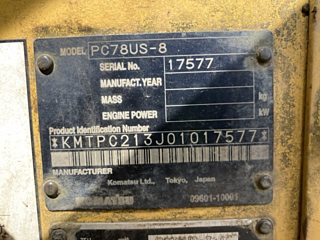 MODEL PC78US-8
SERIAL No. 17577
MANUFACT.YEAR
MASS kg
ENGINE POWER kW
Product Identification Number
*KMTPC213J01017577*
MANUFACTURER
Komatsu Ltd., Tokyo, Japan
KOMATSU 09601-10001